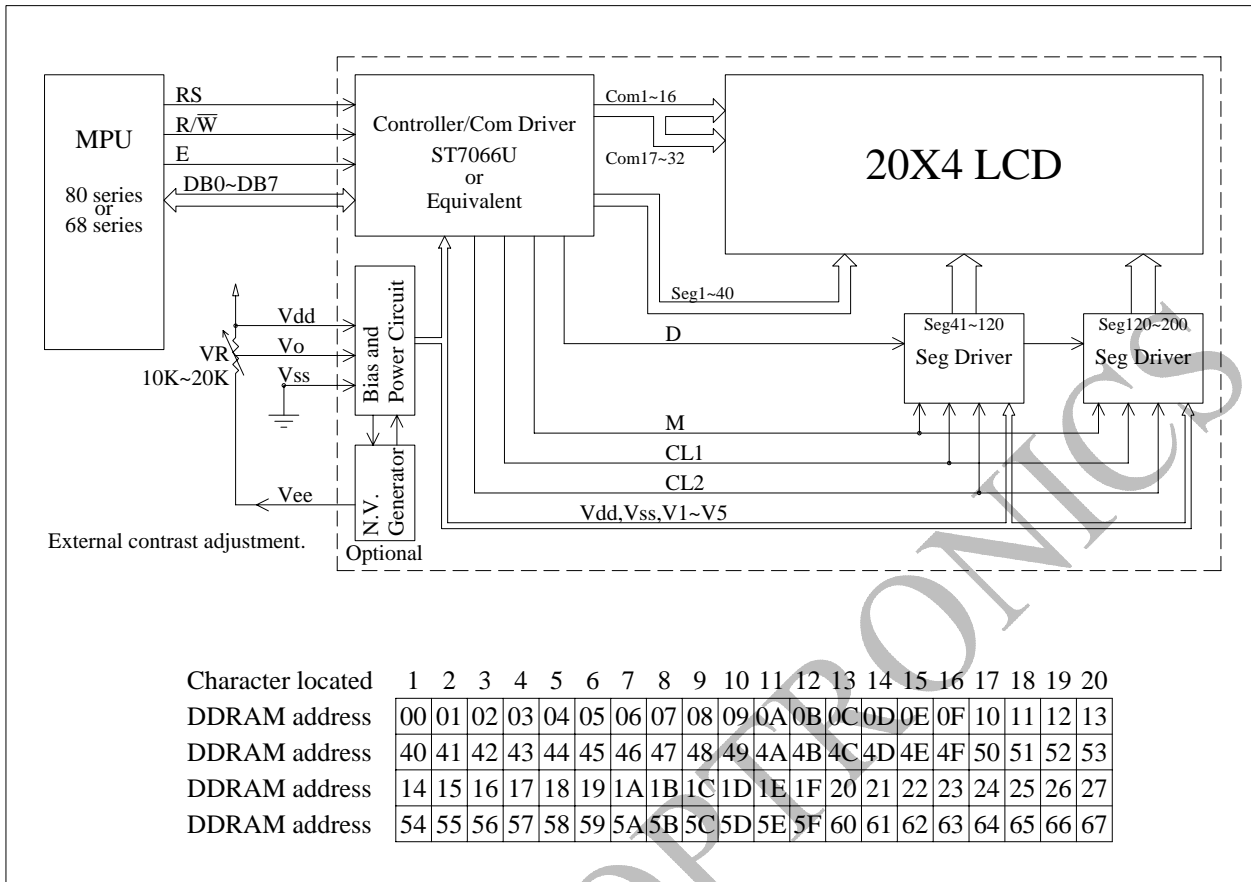 MPU
80 series
or
68 series
RS
R/W̅
E
DB0~DB7
Controller/Com Driver
ST7066U
or
Equivalent
Com1~16
Com17~32
20X4 LCD
Seg1~40
D
Seg41~120
Seg Driver
Seg120~200
Seg Driver
Vdd
Vo
Vss
VR
10K~20K
Bias and
Power Circuit
N.V.
Generator
Optional
Vee
External contrast adjustment.
M
CL1
CL2
Vdd,Vss,V1~V5
OPTRONICS
Character located 1 2 3 4 5 6 7 8 9 10 11 12 13 14 15 16 17 18 19 20
DDRAM address 00 01 02 03 04 05 06 07 08 09 0A 0B 0C 0D 0E 0F 10 11 12 13
DDRAM address 40 41 42 43 44 45 46 47 48 49 4A 4B 4C 4D 4E 4F 50 51 52 53
DDRAM address 14 15 16 17 18 19 1A 1B 1C 1D 1E 1F 20 21 22 23 24 25 26 27
DDRAM address 54 55 56 57 58 59 5A 5B 5C 5D 5E 5F 60 61 62 63 64 65 66 67